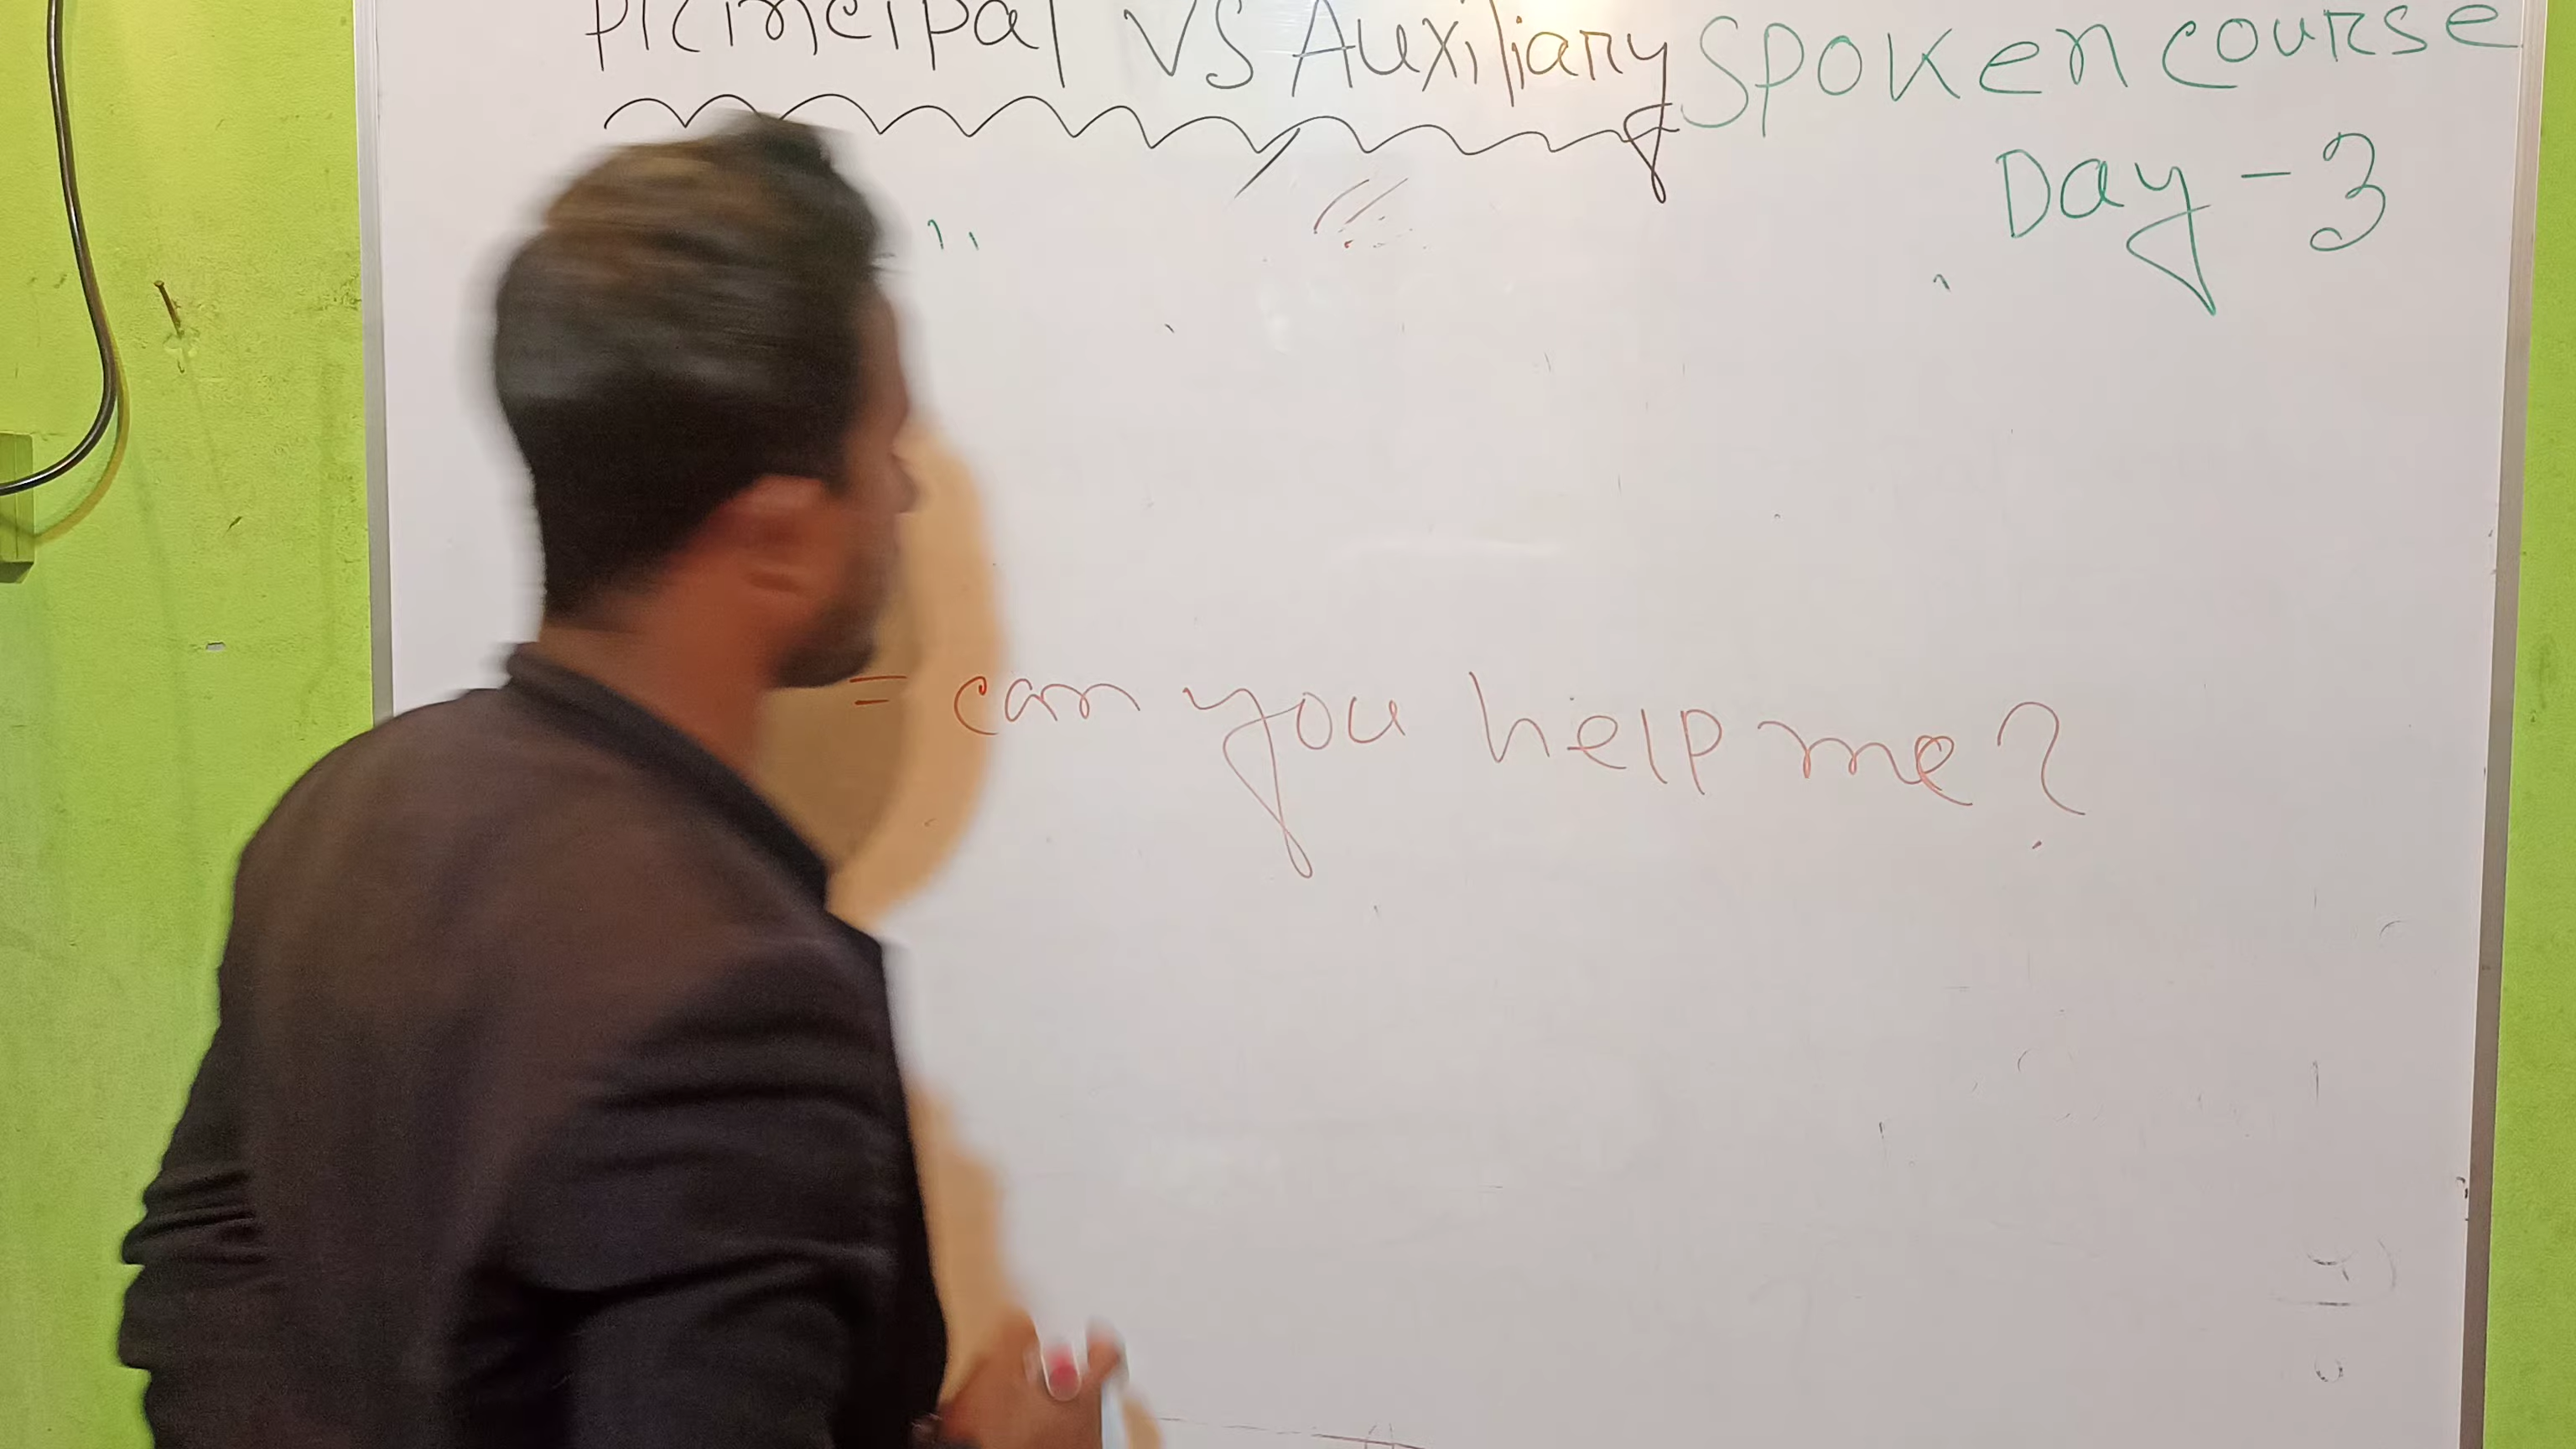 Principal VS Auxiliary
Spoken course
Day - 3
= can you help me?